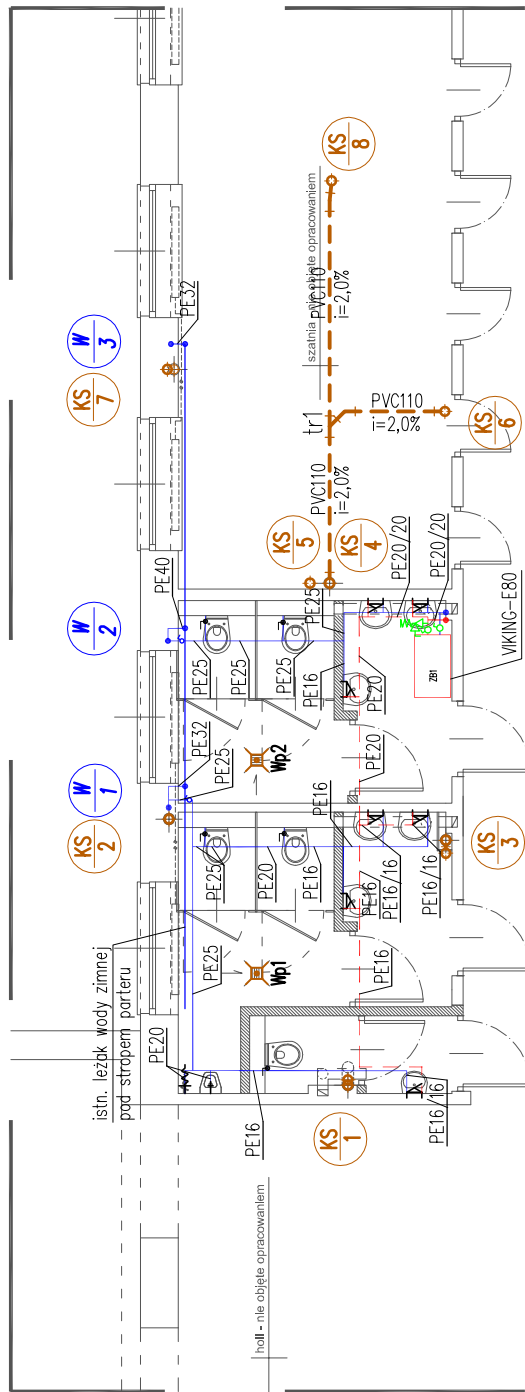 istn. leżak wody zimnej
pod stropem parteru
PE20
PE16
KS
1
holl - nie objęte opracowaniem
PE16/16
PE25
Wp1
PE16
KS
2
W
1
PE25
PE20
PE16
PE16
PE16/16
PE16/16
PE16
KS
3
PE32
PE25
Wp2
PE20
PE20
PE16
PE25
W
2
PE40
PE25
PE25
PE25
ZB1
VIKING-E80
PE20/20
PE20/20
KS
5
KS
4
PVC110
i=2,0%
tr1
PVC110
i=2,0%
KS
6
PVC110
i=2,0%
szatnia - nie objęte opracowaniem
KS
7
W
3
PE32
KS
8